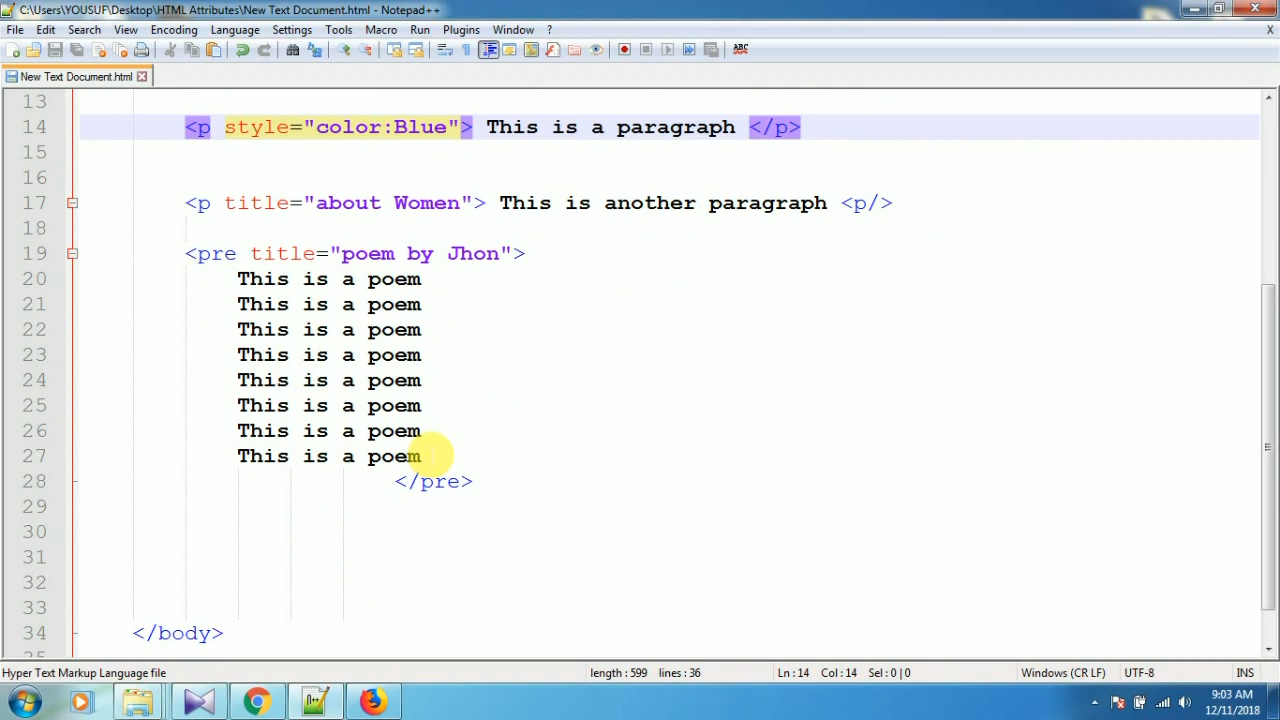 C:\Users\YOUSUF\Desktop\HTML Attributes\New Text Document.html - Notepad++
File Edit Search View Encoding Language Settings Tools Macro Run Plugins Window ? X
ABC
New Text Document.html
13
14 <p style="color:Blue"> This is a paragraph </p>
15
16
17 <p title="about Women"> This is another paragraph <p/>
18
19 <pre title="poem by Jhon">
20 This is a poem
21 This is a poem
22 This is a poem
23 This is a poem
24 This is a poem
25 This is a poem
26 This is a poem
27 This is a poem
28 </pre>
29
30
31
32
33
34 </body>
Hyper Text Markup Language file length : 599 lines : 36 Ln : 14 Col : 14 Sel : 0 | 0 Windows (CR LF) UTF-8 INS
9:03 AM
12/11/2018